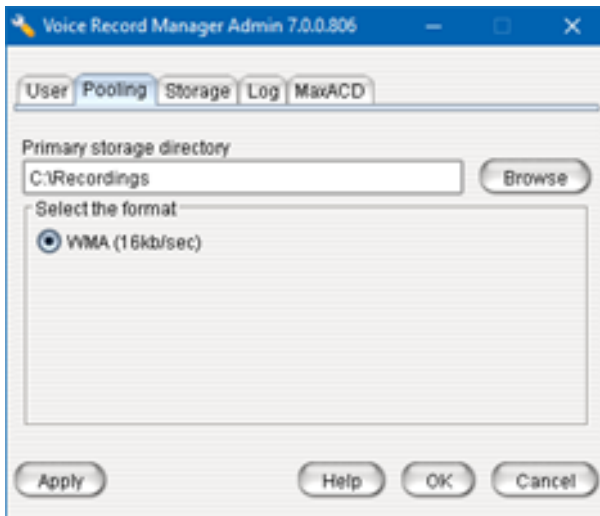 Voice Record Manager Admin 7.0.0.806
User Pooling Storage Log MaxACD
Primary storage directory
C:\Recordings Browse
Select the format
WMA (16kb/sec)
Apply Help OK Cancel